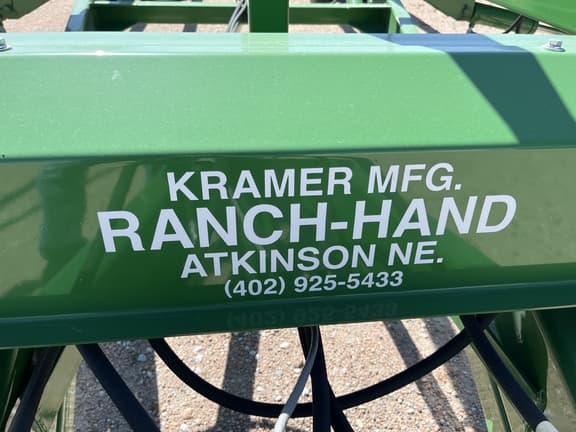 KRAMER MFG.
RANCH-HAND
ATKINSON NE.
(402) 925-5433